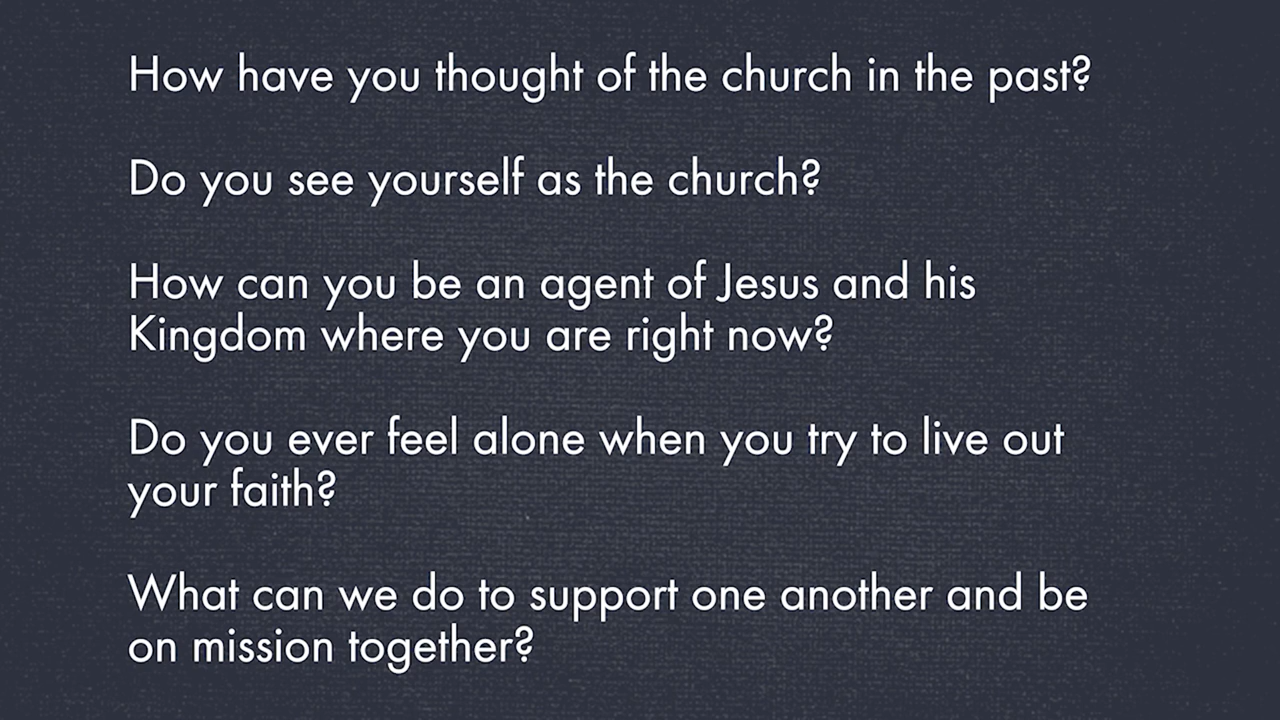 How have you thought of the church in the past?
Do you see yourself as the church?
How can you be an agent of Jesus and his
Kingdom where you are right now?
Do you ever feel alone when you try to live out
your faith?
What can we do to support one another and be
on mission together?